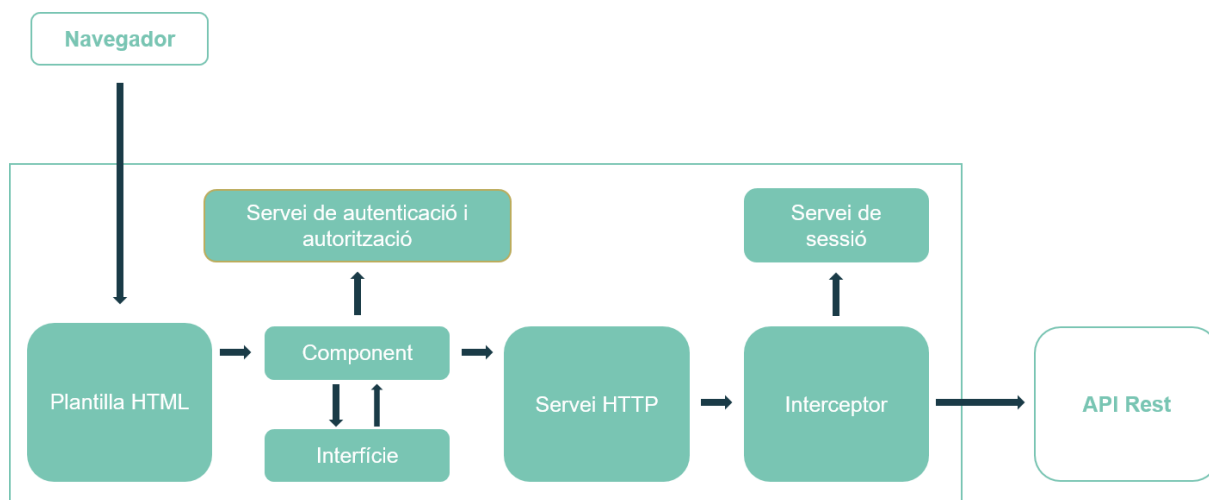 Navegador
Servei de autenticació i
autorització
Servei de
sessió
Plantilla HTML
Component
Interfície
Servei HTTP
Interceptor
API Rest